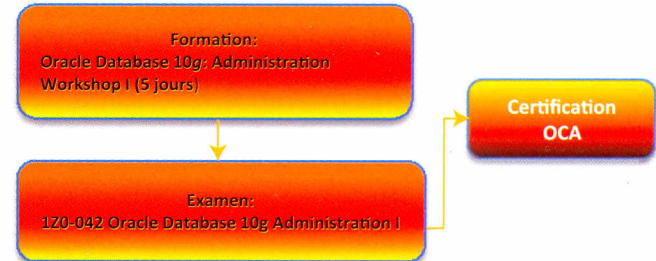 Formation:
Oracle Database 10g: Administration
Workshop I (5 jours)
Certification
OCA
Examen:
1Z0-042 Oracle Database 10g Administration I